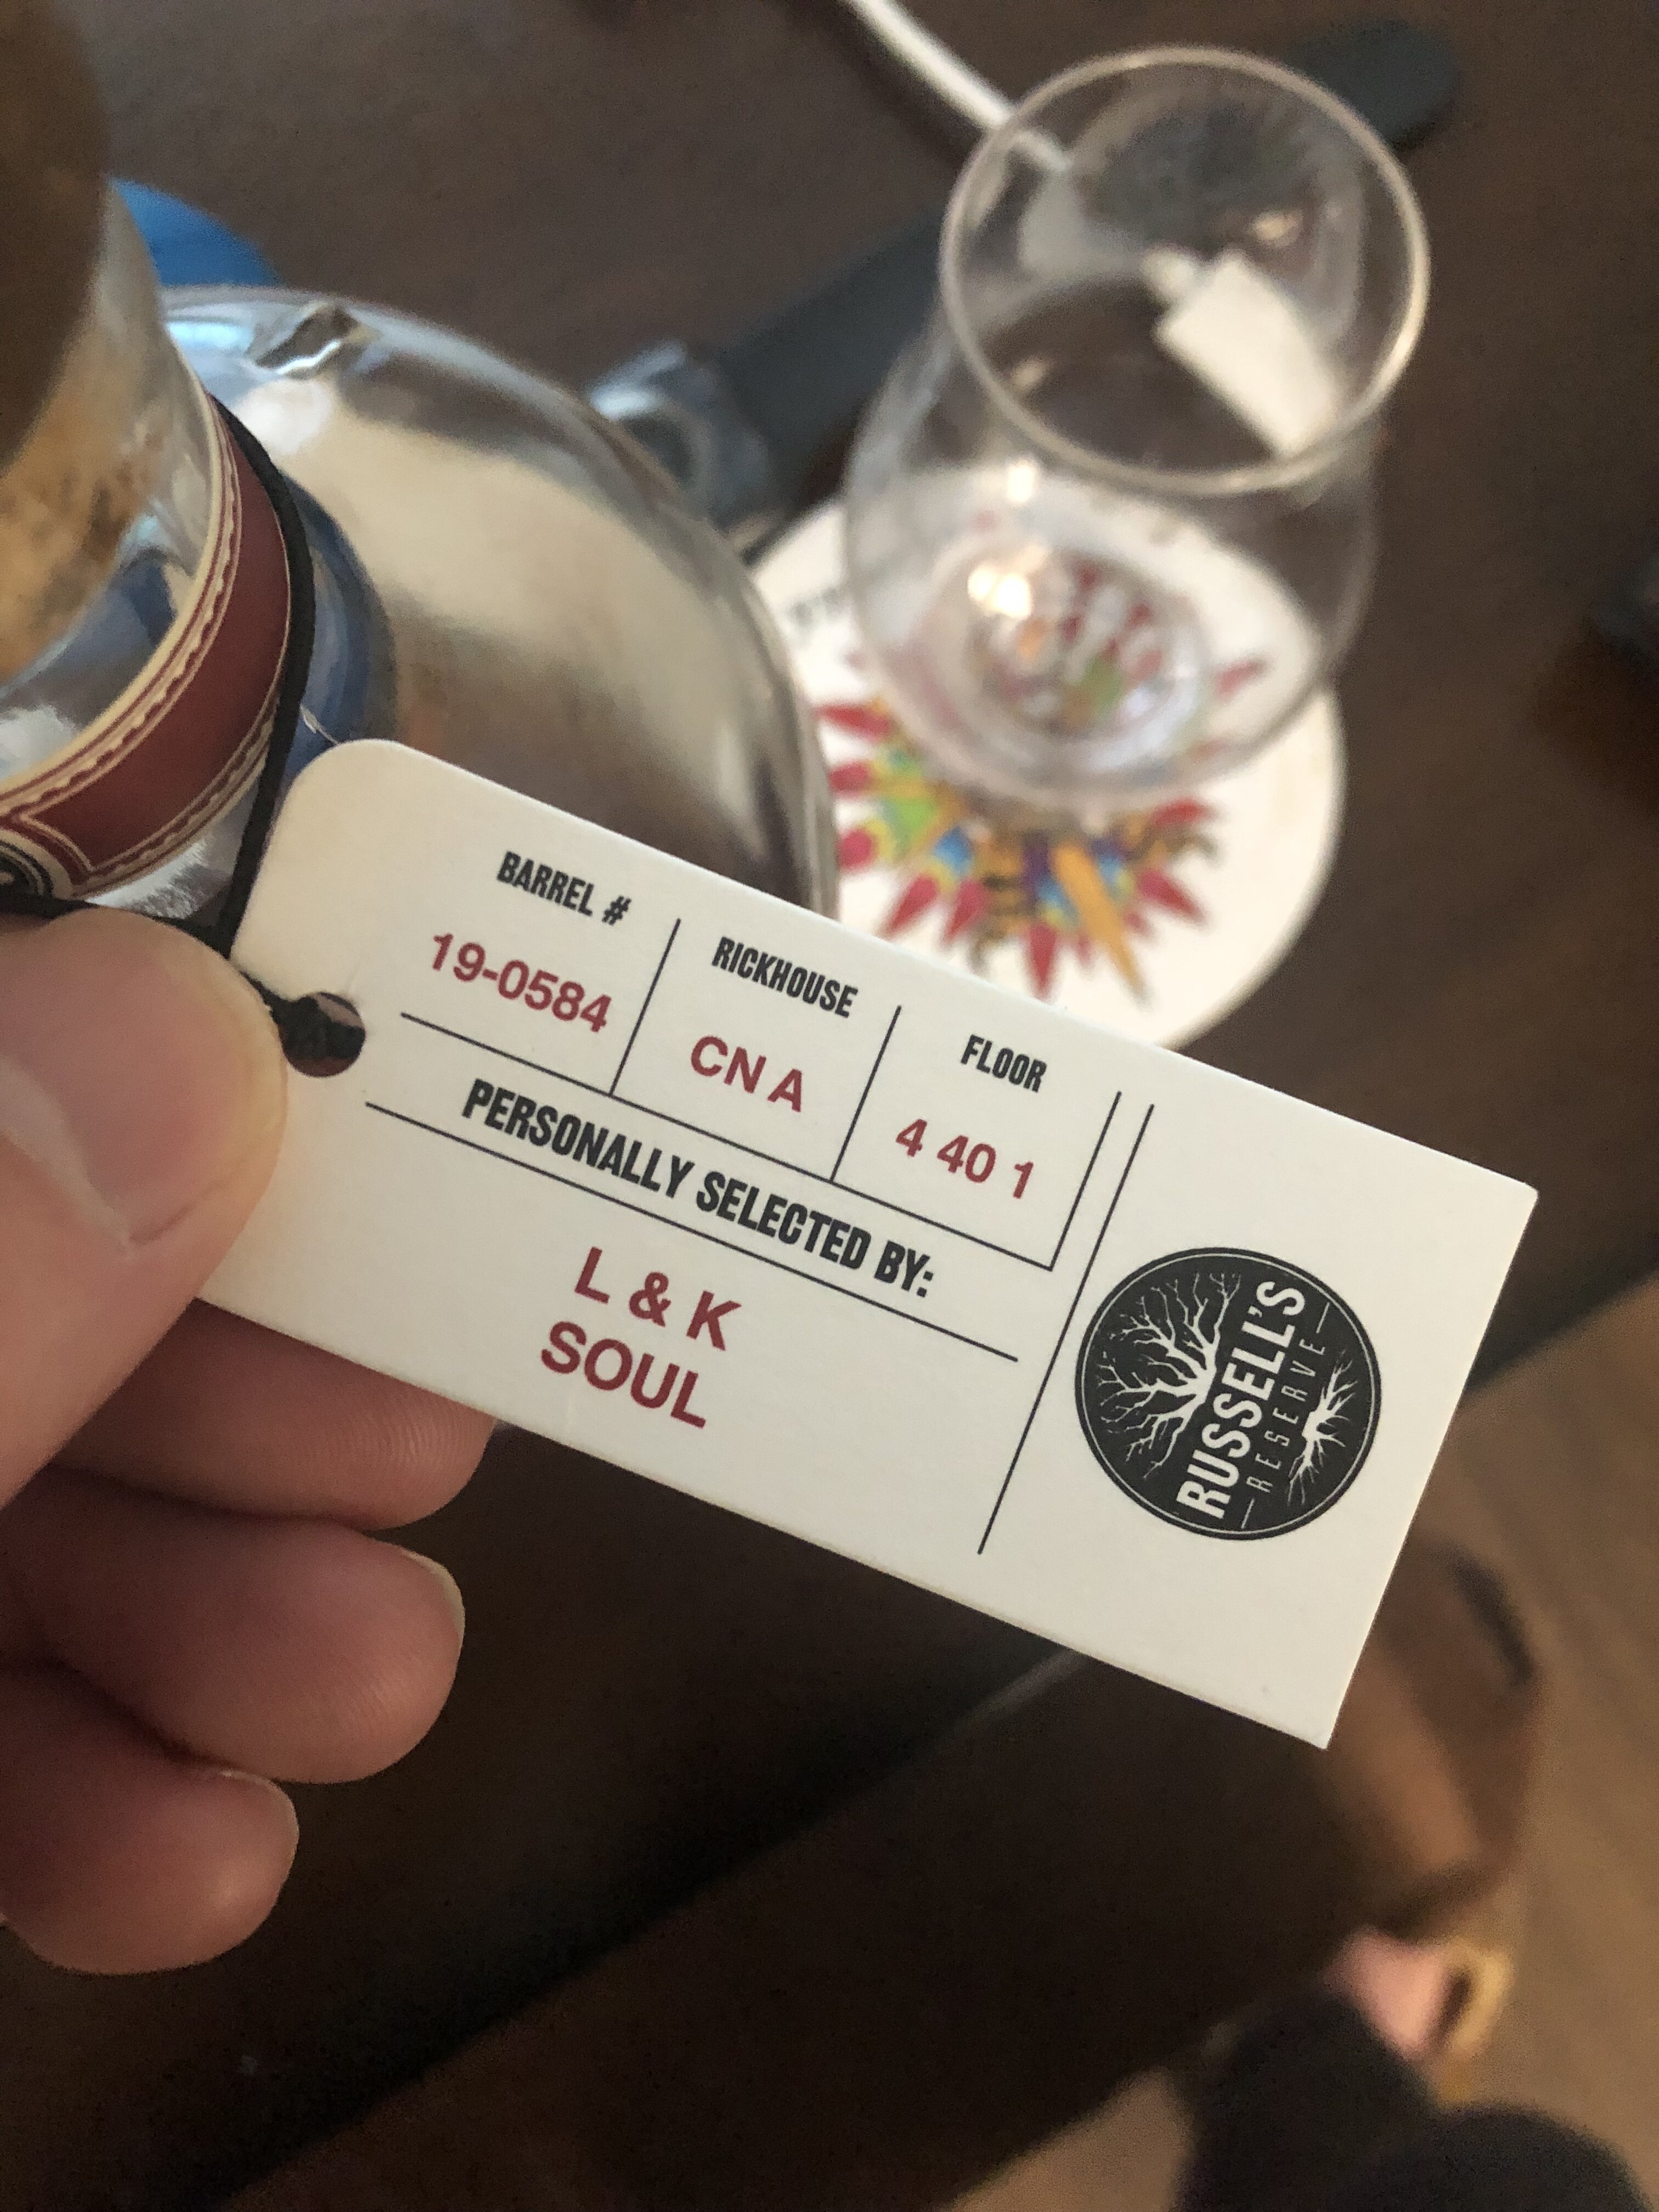 BARREL #
19-0584
RICKHOUSE
CN A
FLOOR
4 40 1
PERSONALLY SELECTED BY:
L & K
SOUL
RUSSELL'S
RESERVE